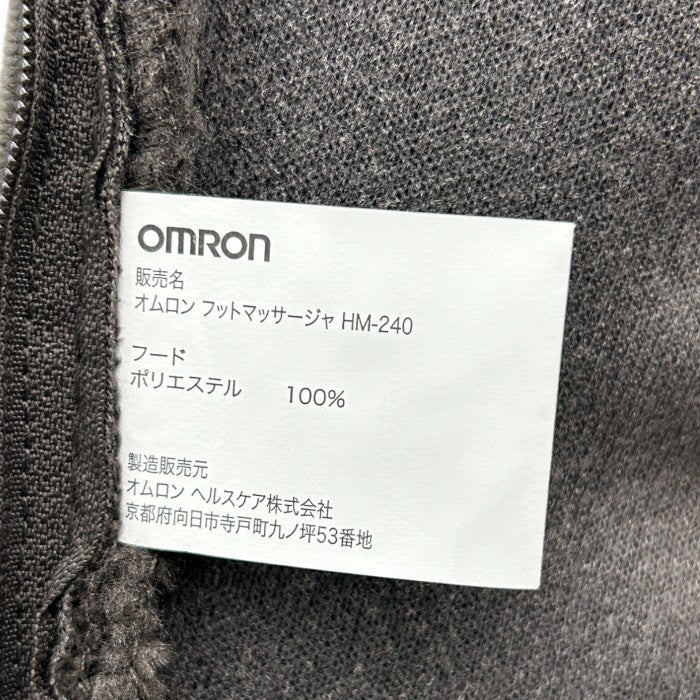 OMRON
販売名
オムロン フットマッサージャ HM-240
フード
ポリエステル 100%
製造販売元
オムロン ヘルスケア株式会社
京都府向日市寺戸町九ノ坪53番地